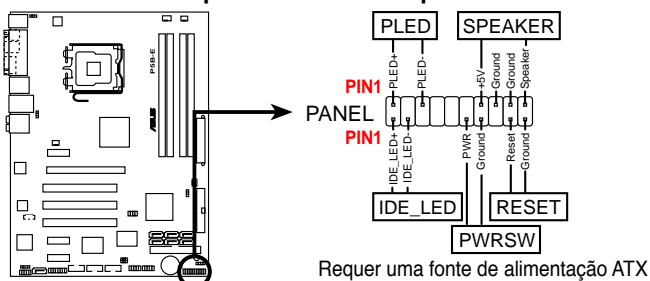 PLED
SPEAKER
PLED+
PLED-
+5V
Ground
Ground
Speaker
PIN1
PANEL
PIN1
IDE_LED+
IDE_LED-
PWR
Ground
Reset
Ground
IDE_LED
RESET
PWRSW
P5B-E
ASUS
Requer uma fonte de alimentação ATX